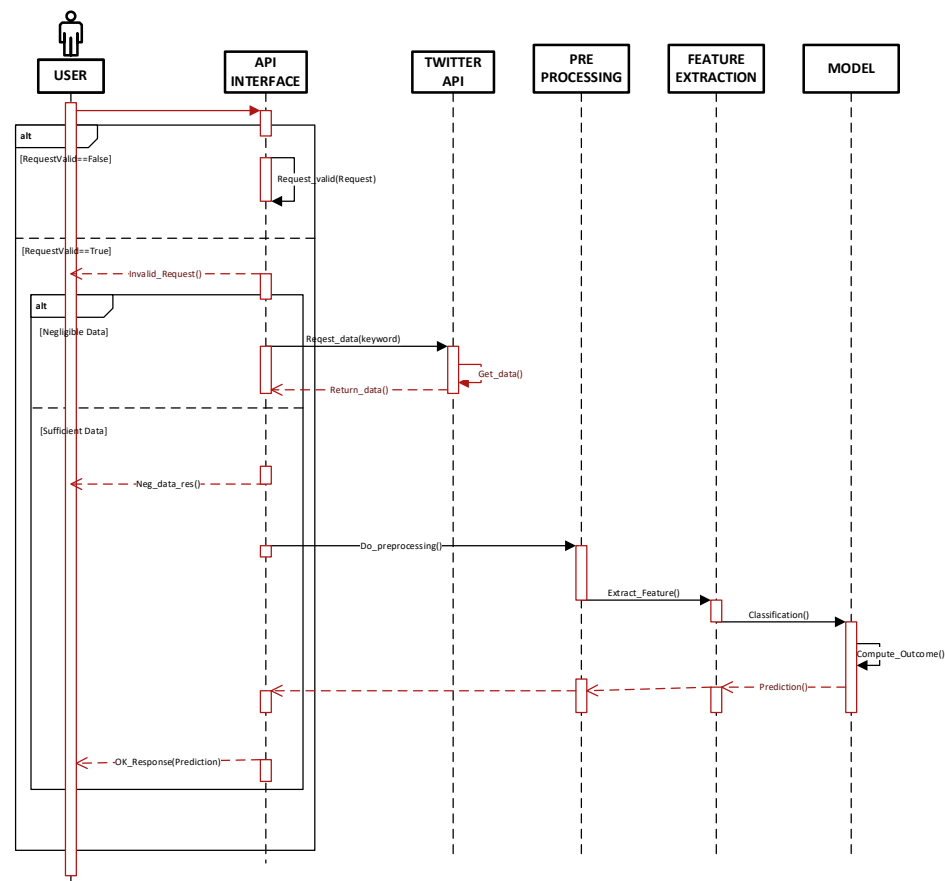 USER
API
INTERFACE
TWITTER
API
PRE
PROCESSING
FEATURE
EXTRACTION
MODEL
alt
[RequestValid==False]
Request_valid(Request)
[RequestValid==True]
Invalid_Request()
alt
[Negligible Data]
Reqest_data(keyword)
Get_data()
Return_data()
[Sufficient Data]
Neg_data_res()
Do_preprocessing()
Extract_Feature()
Classification()
Compute_Outcome()
Prediction()
OK_Response(Prediction)